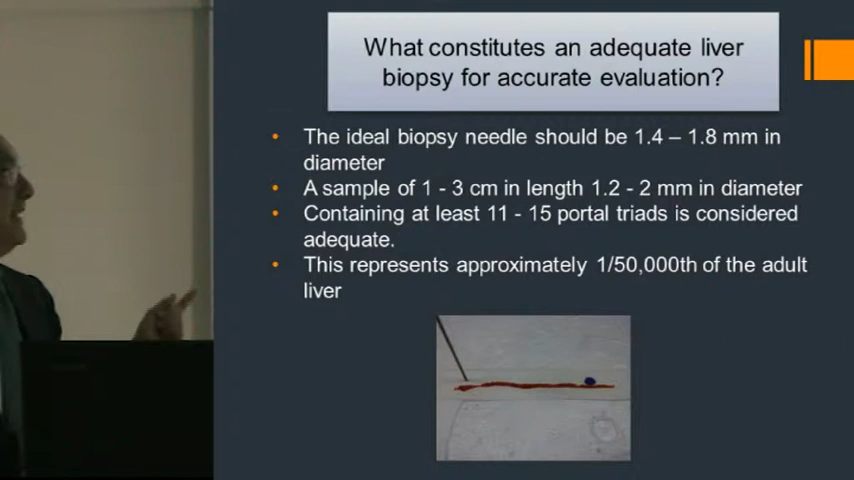 What constitutes an adequate liver
biopsy for accurate evaluation?
• The ideal biopsy needle should be 1.4 – 1.8 mm in
diameter
• A sample of 1 - 3 cm in length 1.2 - 2 mm in diameter
• Containing at least 11 - 15 portal triads is considered
adequate.
• This represents approximately 1/50,000th of the adult
liver